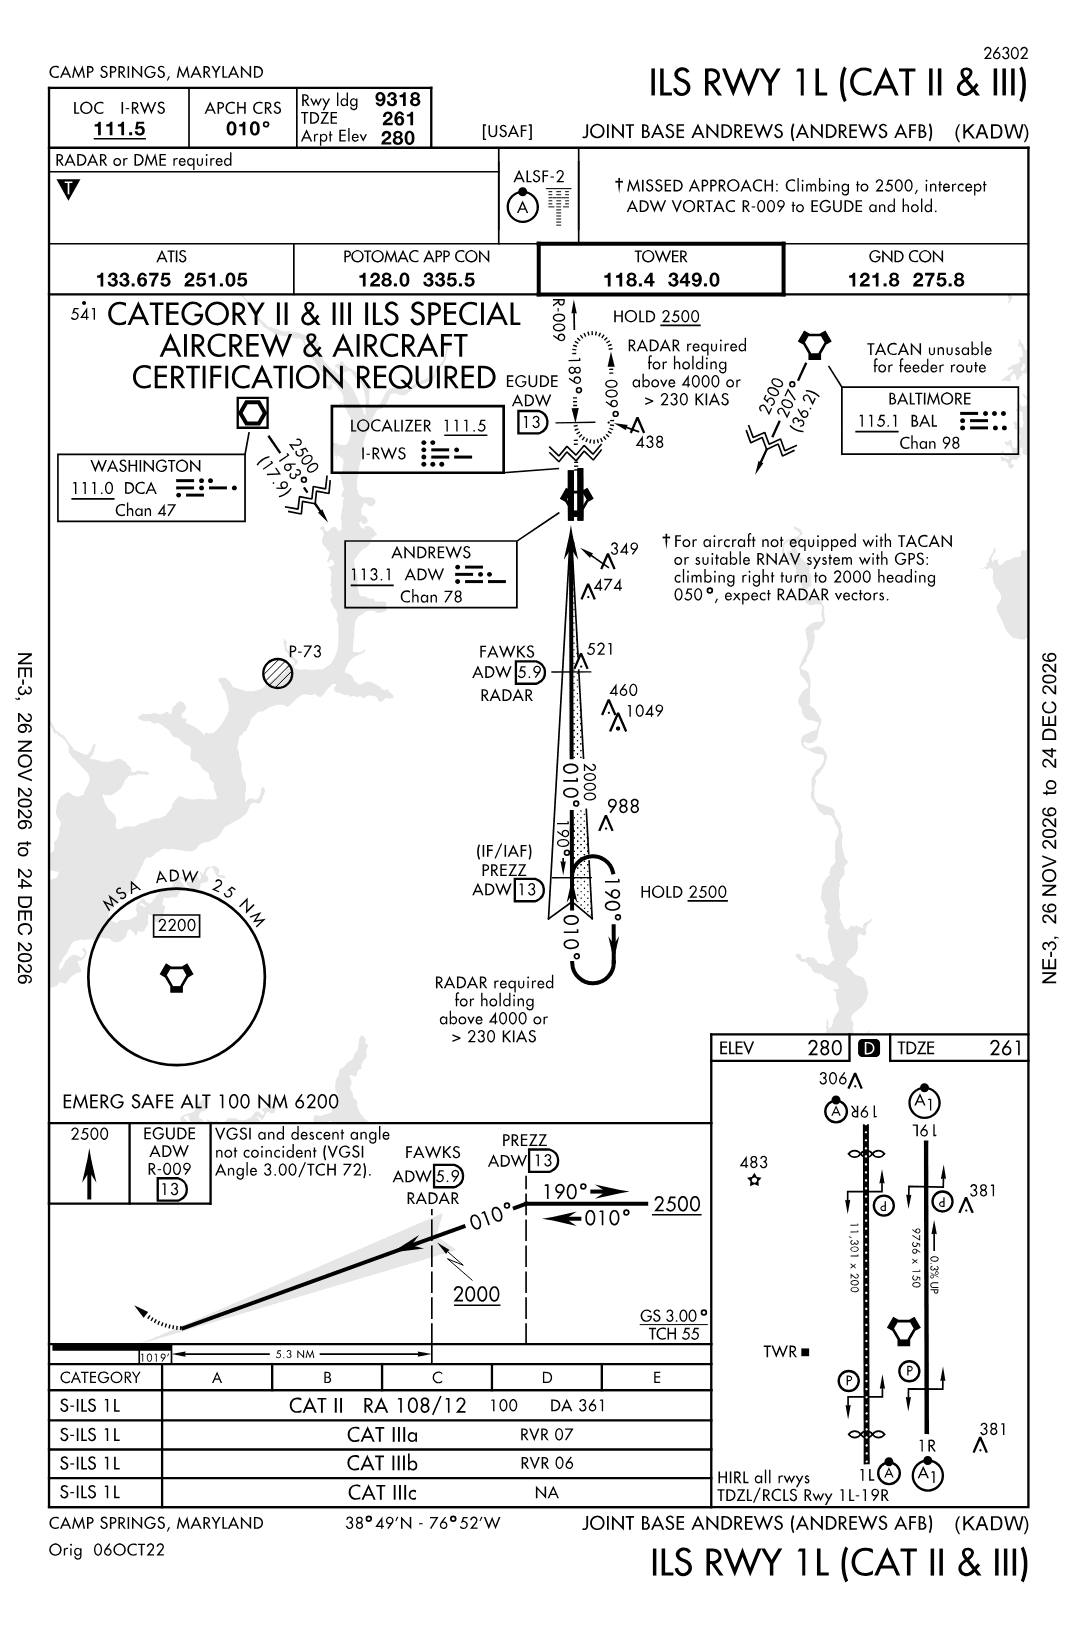 26302
CAMP SPRINGS, MARYLAND
ILS RWY 1L (CAT II & III)
LOC I-RWS
111.5
APCH CRS
010°
Rwy ldg 9318
TDZE 261
Arpt Elev 280
[USAF]
JOINT BASE ANDREWS (ANDREWS AFB) (KADW)
RADAR or DME required
T
ALSF-2
A
† MISSED APPROACH: Climbing to 2500, intercept
ADW VORTAC R-009 to EGUDE and hold.
ATIS
133.675 251.05
POTOMAC APP CON
128.0 335.5
TOWER
118.4 349.0
GND CON
121.8 275.8
541
CATEGORY II & III ILS SPECIAL
AIRCREW & AIRCRAFT
CERTIFICATION REQUIRED
R-009
HOLD 2500
RADAR required
for holding
above 4000 or
> 230 KIAS
189°
009°
EGUDE
ADW
13
438
TACAN unusable
for feeder route
2500
207°
(36.2)
BALTIMORE
115.1 BAL
Chan 98
LOCALIZER 111.5
I-RWS
2500
163°
(17.9)
WASHINGTON
111.0 DCA
Chan 47
ANDREWS
113.1 ADW
Chan 78
† For aircraft not equipped with TACAN
or suitable RNAV system with GPS:
climbing right turn to 2000 heading
050°, expect RADAR vectors.
349
474
P-73
FAWKS
ADW 5.9
RADAR
521
460
1049
2000
010°
988
190°
(IF/IAF)
PREZZ
ADW 13
190°
010°
HOLD 2500
RADAR required
for holding
above 4000 or
> 230 KIAS
MSA ADW 25 NM
2200
EMERG SAFE ALT 100 NM 6200
NE-3, 26 NOV 2026 to 24 DEC 2026
NE-3, 26 NOV 2026 to 24 DEC 2026
ELEV 280
D
TDZE 261
306
A
19R
A1
19L
483
P
P
381
11,301 x 200
9756 x 150
0.3% UP
TWR
P
P
381
1R
1L
A
A1
HIRL all rwys
TDZL/RCLS Rwy 1L-19R
2500
EGUDE
ADW
R-009
13
VGSI and descent angle
not coincident (VGSI
Angle 3.00/TCH 72).
FAWKS
ADW 5.9
RADAR
PREZZ
ADW 13
190°
010°
010°
2500
2000
GS 3.00°
TCH 55
1019'
5.3 NM
CATEGORY A B C D E
S-ILS 1L CAT II RA 108/12 100 DA 361
S-ILS 1L CAT IIIa RVR 07
S-ILS 1L CAT IIIb RVR 06
S-ILS 1L CAT IIIc NA
CAMP SPRINGS, MARYLAND
38°49'N - 76°52'W
JOINT BASE ANDREWS (ANDREWS AFB) (KADW)
Orig 06OCT22
ILS RWY 1L (CAT II & III)